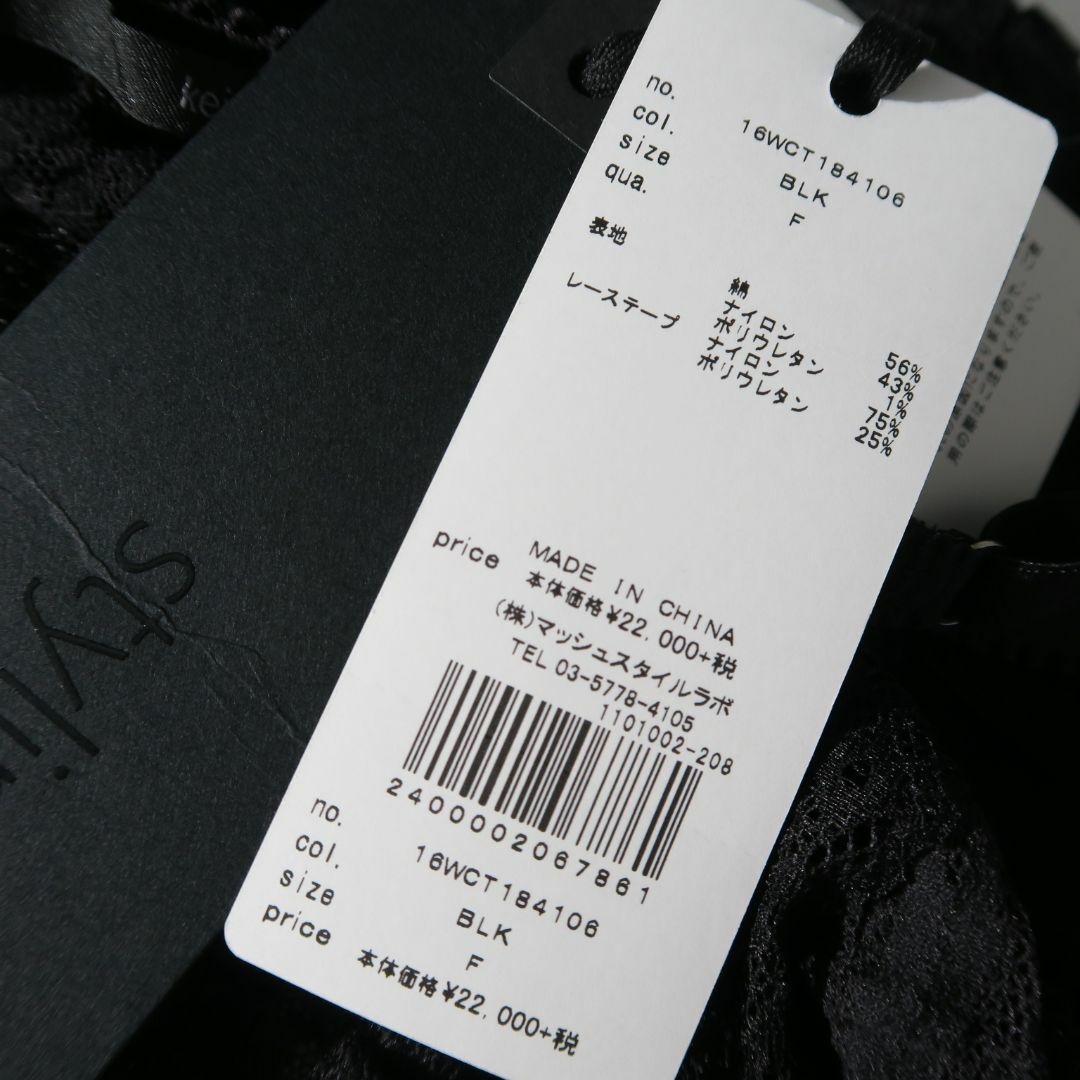 no. 16WCT184106
col. BLK
size F
qua.
表地 綿 56%
ナイロン 43%
ポリウレタン 1%
レーステープ ナイロン 75%
ポリウレタン 25%
MADE IN CHINA
price 本体価格¥22,000+税
(株)マッシュスタイルラボ
TEL 03-5778-4105
1101002-208
2400002067861
no. 16WCT184106
col. BLK
size F
price 本体価格¥22,000+税
styli
kei